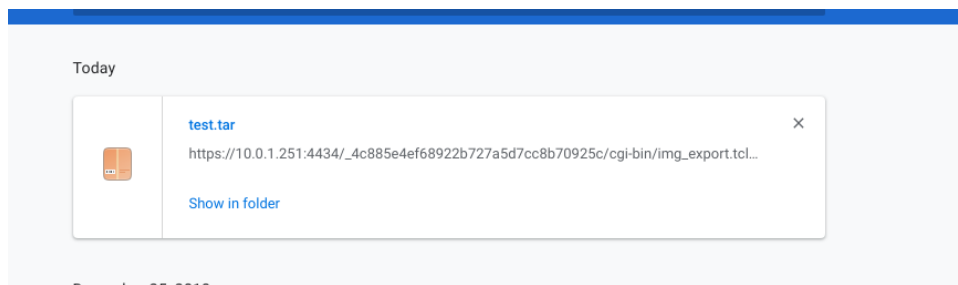 Today
test.tar
https://10.0.1.251:4434/_4c885e4ef68922b727a5d7cc8b70925c/cgi-bin/img_export.tcl…
Show in folder